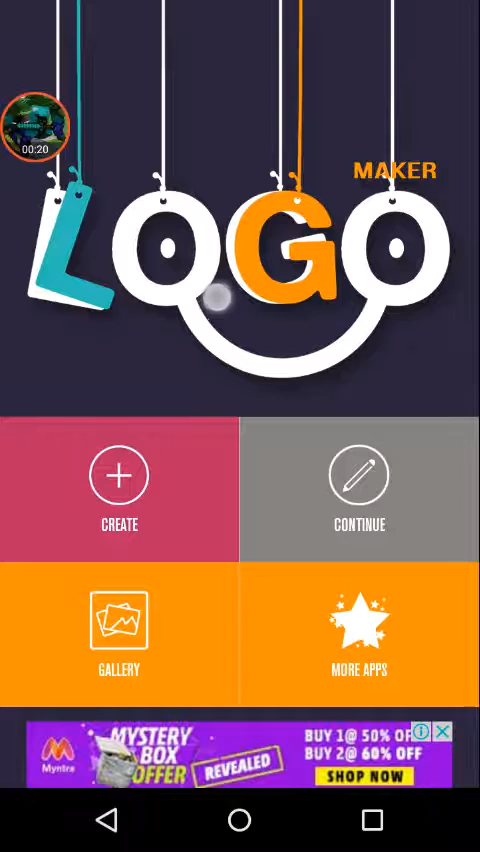 00:20
MAKER
LOGO
CREATE
CONTINUE
GALLERY
MORE APPS
Myntra
MYSTERY
BOX
OFFER
REVEALED
BUY 1@ 50% OF
BUY 2@ 60% OFF
SHOP NOW